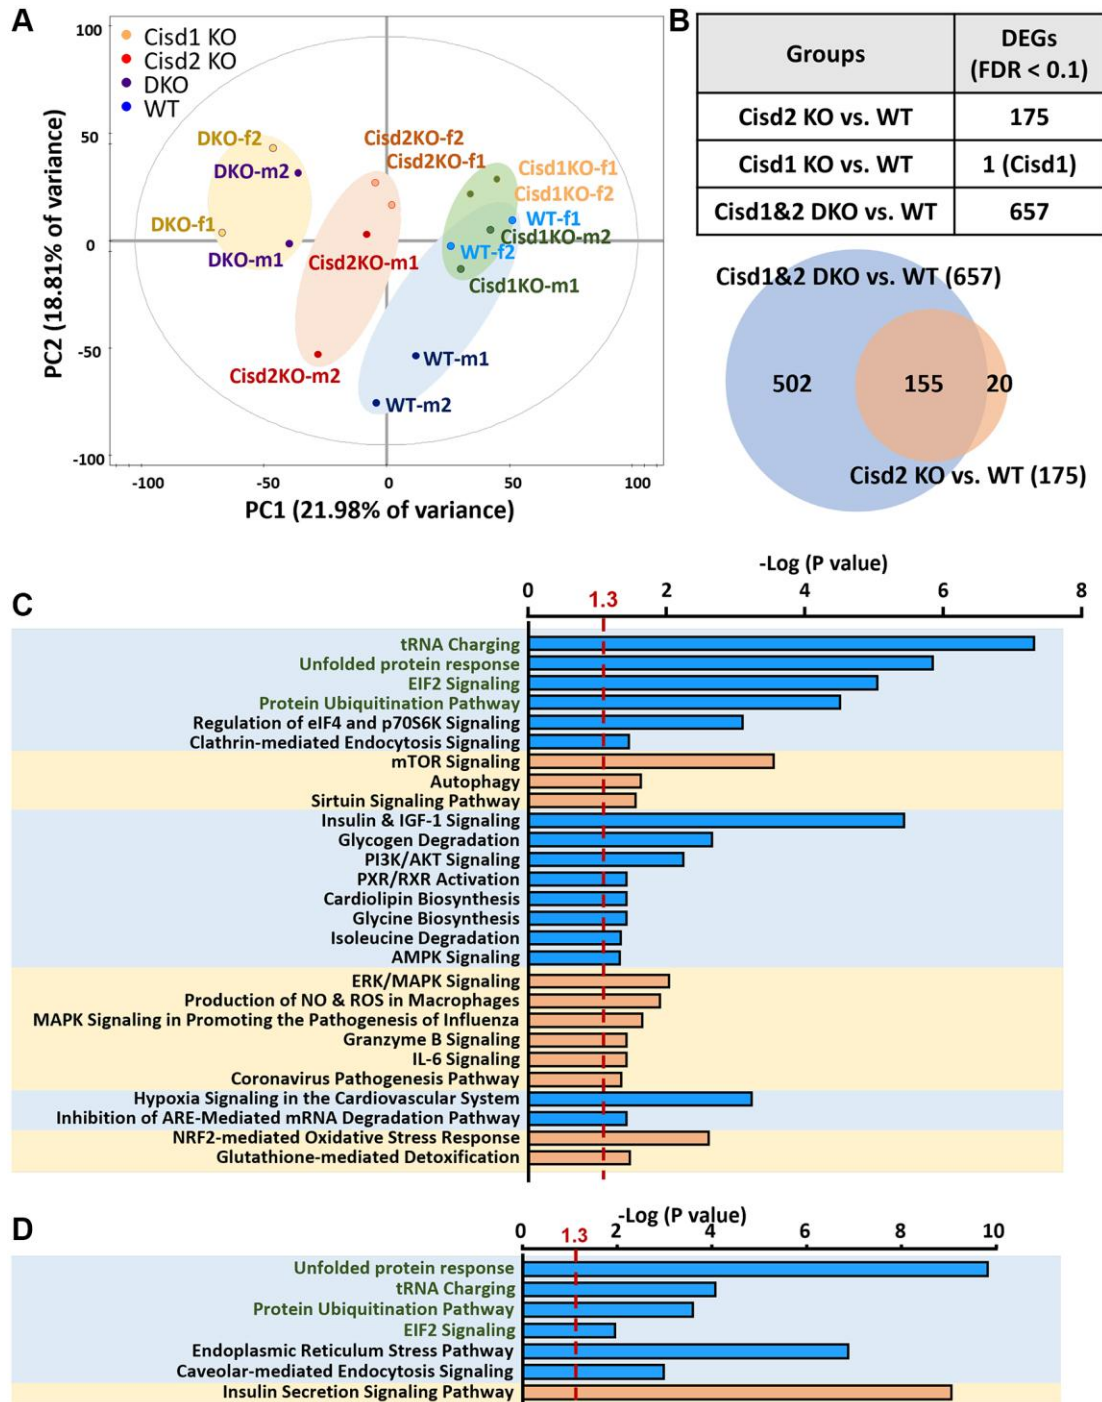 A
Cisd1 KO
Cisd2 KO
DKO
WT
100
50
0
-50
-100
PC2 (18.81% of variance)
DKO-f2
DKO-m2
DKO-f1
DKO-m1
Cisd2KO-f2
Cisd2KO-f1
Cisd2KO-m1
Cisd2KO-m2
Cisd1KO-f1
Cisd1KO-f2
WT-f1
Cisd1KO-m2
WT-f2
Cisd1KO-m1
WT-m1
WT-m2
-100 -50 0 50 100
PC1 (21.98% of variance)
B
Groups DEGs
(FDR < 0.1)
Cisd2 KO vs. WT 175
Cisd1 KO vs. WT 1 (Cisd1)
Cisd1&2 DKO vs. WT 657
Cisd1&2 DKO vs. WT (657)
502 155 20
Cisd2 KO vs. WT (175)
C
-Log (P value)
0 2 4 6 8
1.3
tRNA Charging
Unfolded protein response
EIF2 Signaling
Protein Ubiquitination Pathway
Regulation of eIF4 and p70S6K Signaling
Clathrin-mediated Endocytosis Signaling
mTOR Signaling
Autophagy
Sirtuin Signaling Pathway
Insulin & IGF-1 Signaling
Glycogen Degradation
PI3K/AKT Signaling
PXR/RXR Activation
Cardiolipin Biosynthesis
Glycine Biosynthesis
Isoleucine Degradation
AMPK Signaling
ERK/MAPK Signaling
Production of NO & ROS in Macrophages
MAPK Signaling in Promoting the Pathogenesis of Influenza
Granzyme B Signaling
IL-6 Signaling
Coronavirus Pathogenesis Pathway
Hypoxia Signaling in the Cardiovascular System
Inhibition of ARE-Mediated mRNA Degradation Pathway
NRF2-mediated Oxidative Stress Response
Glutathione-mediated Detoxification
D
-Log (P value)
0 2 4 6 8 10
1.3
Unfolded protein response
tRNA Charging
Protein Ubiquitination Pathway
EIF2 Signaling
Endoplasmic Reticulum Stress Pathway
Caveolar-mediated Endocytosis Signaling
Insulin Secretion Signaling Pathway